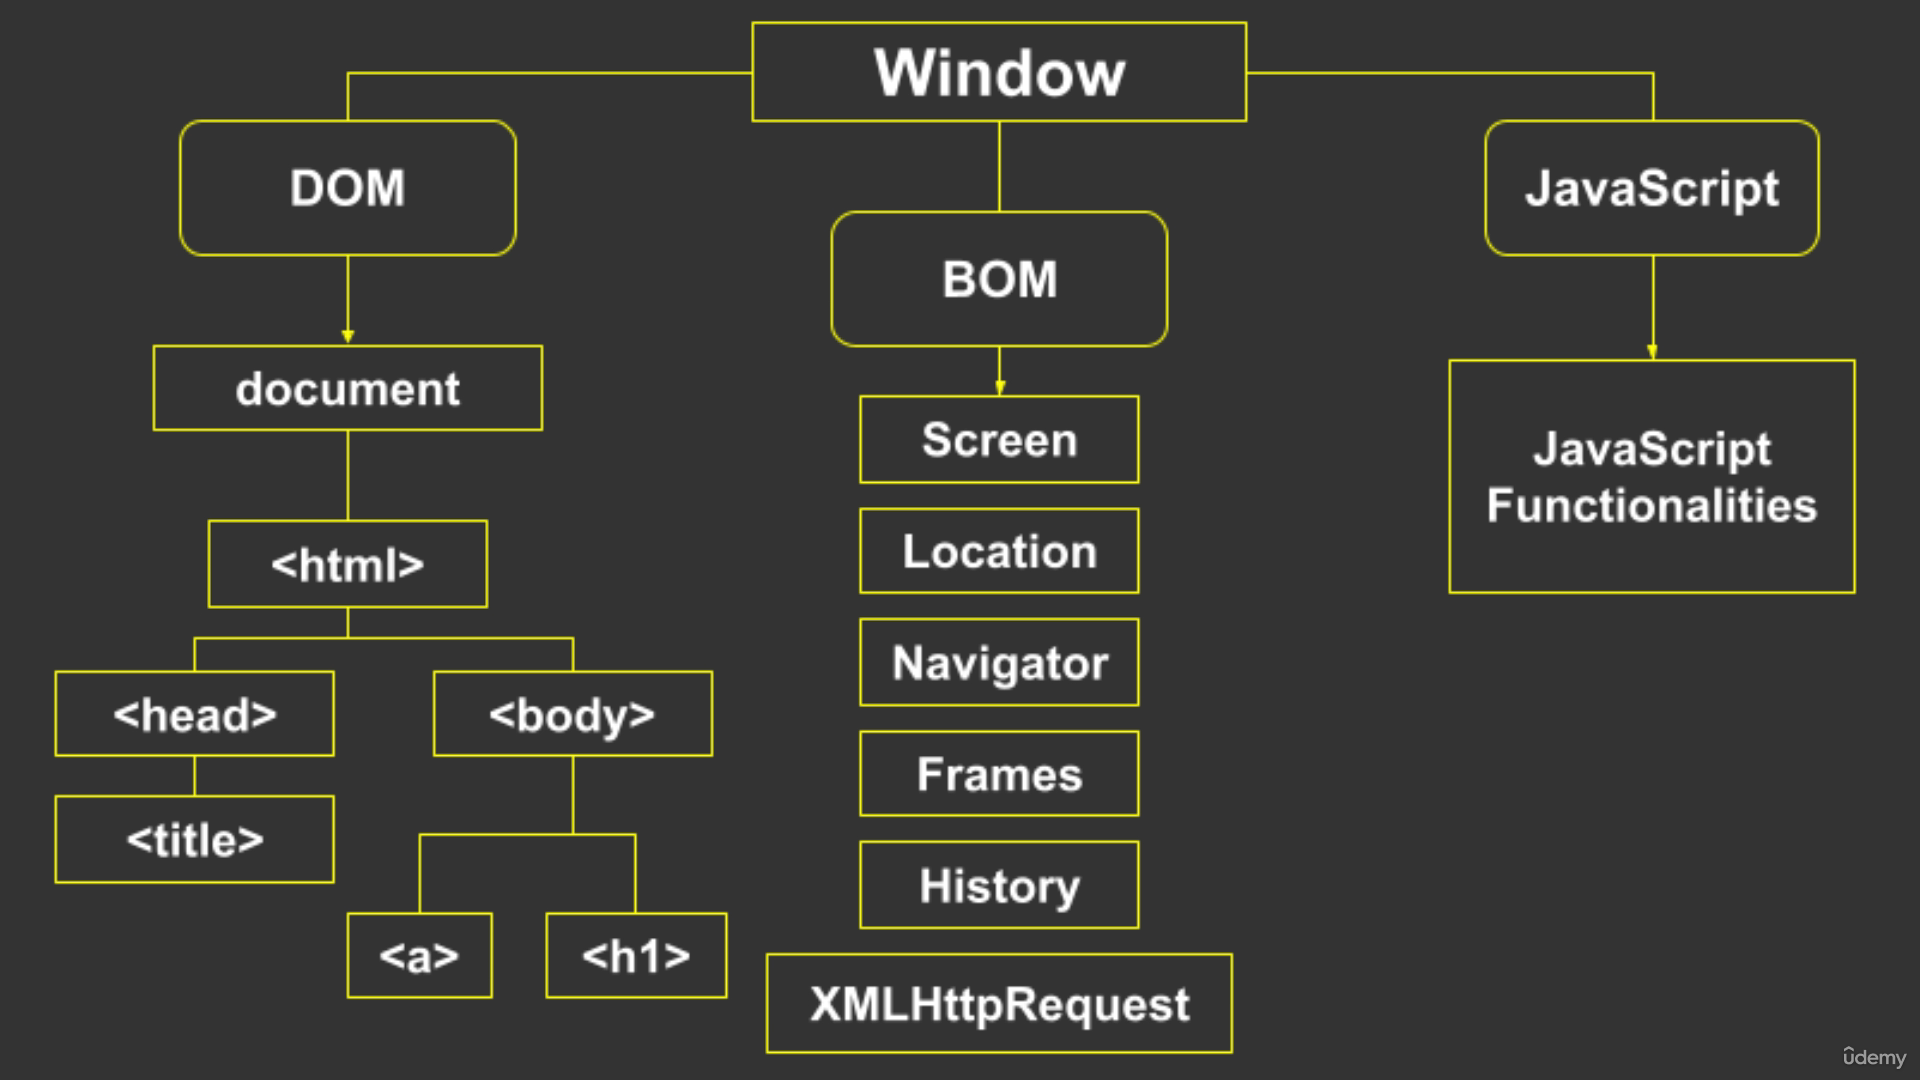 Window
DOM
BOM
JavaScript
document
Screen
JavaScript
Functionalities
Location
<html>
Navigator
<head>
<body>
Frames
<title>
History
<a>
<h1>
XMLHttpRequest
ûdemy